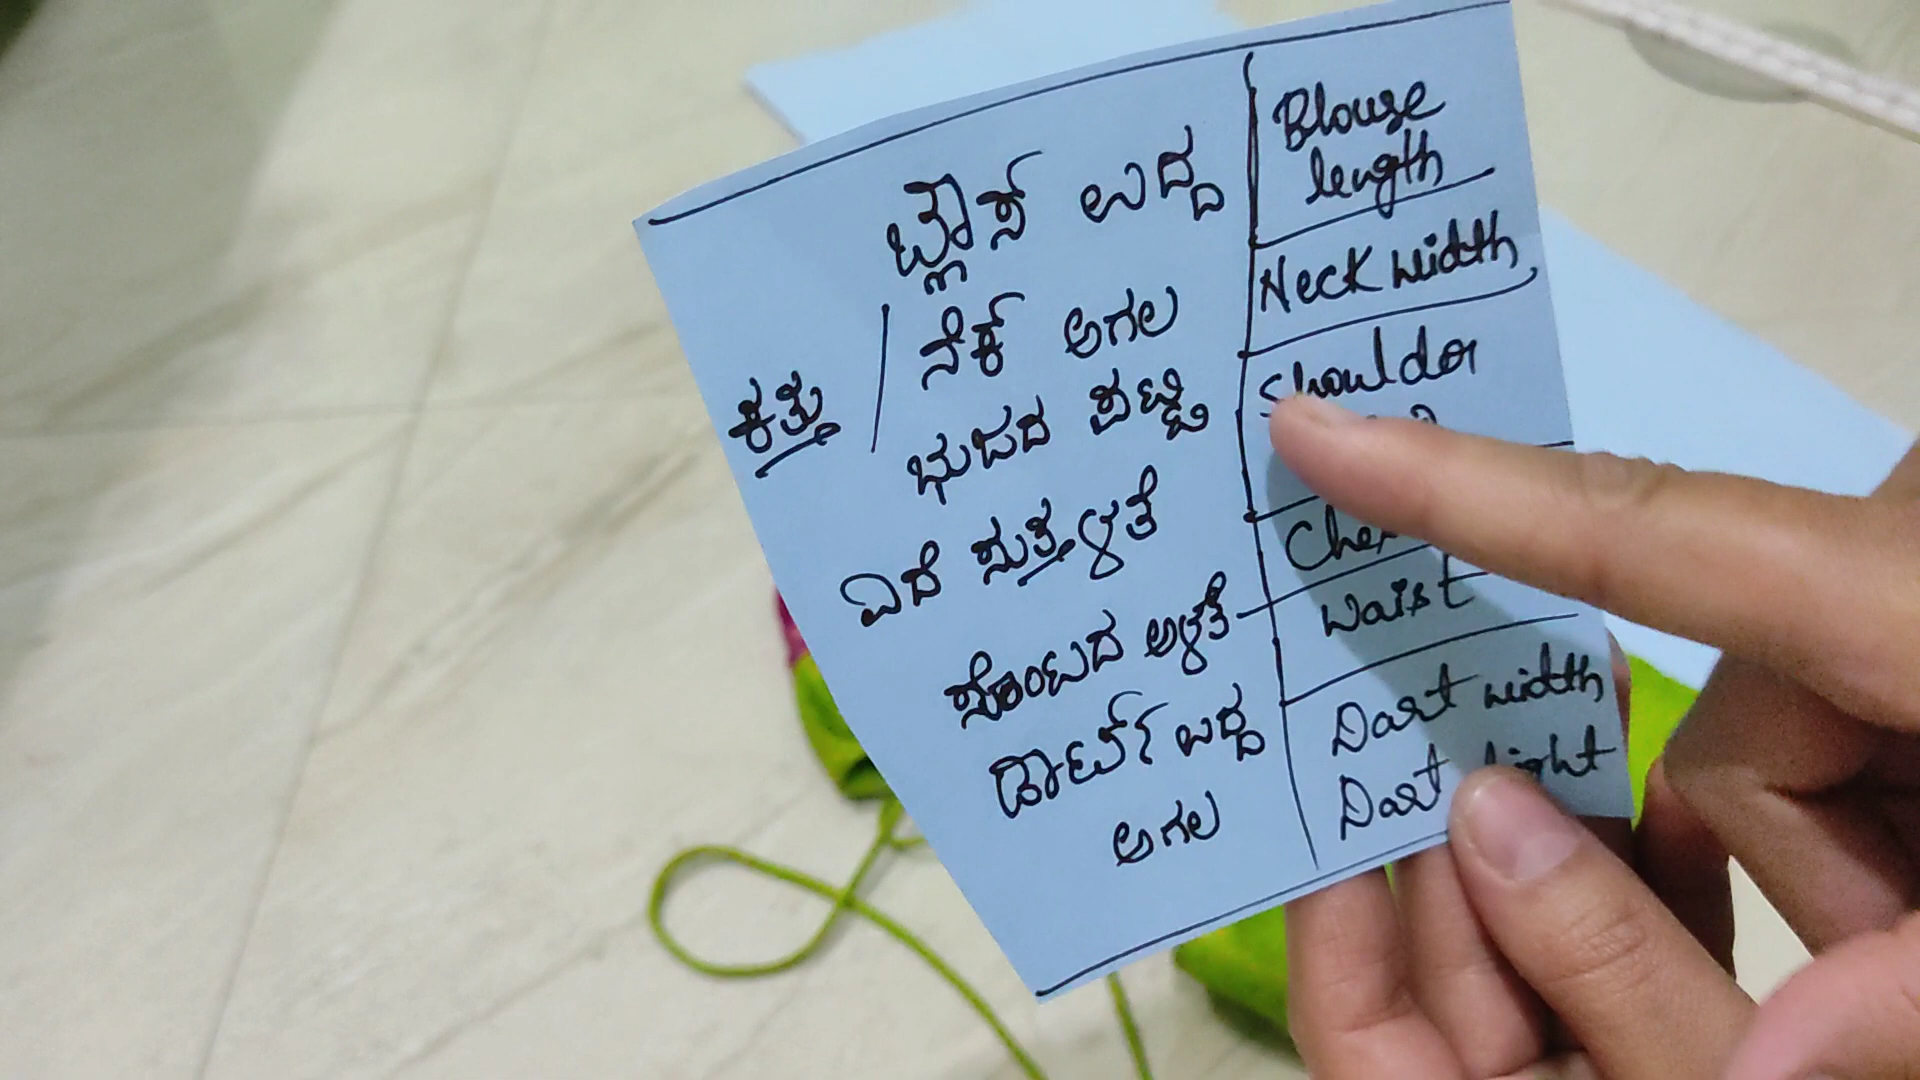 ಬ್ಲೌಸ್ ಉದ್ದ
Blouse
length
ಕತ್ತು / ನೆಕ್ ಅಗಲ
Neck width
ಭುಜದ ಪಟ್ಟಿ
Shoulder
ಎದೆ ಸುತ್ತಳತೆ
ಸೊಂಟದ ಅಳತೆ
Waist
ಡಾರ್ಟ್ಸ್ ಉದ್ದ
ಅಗಲ
Dart width
Dart